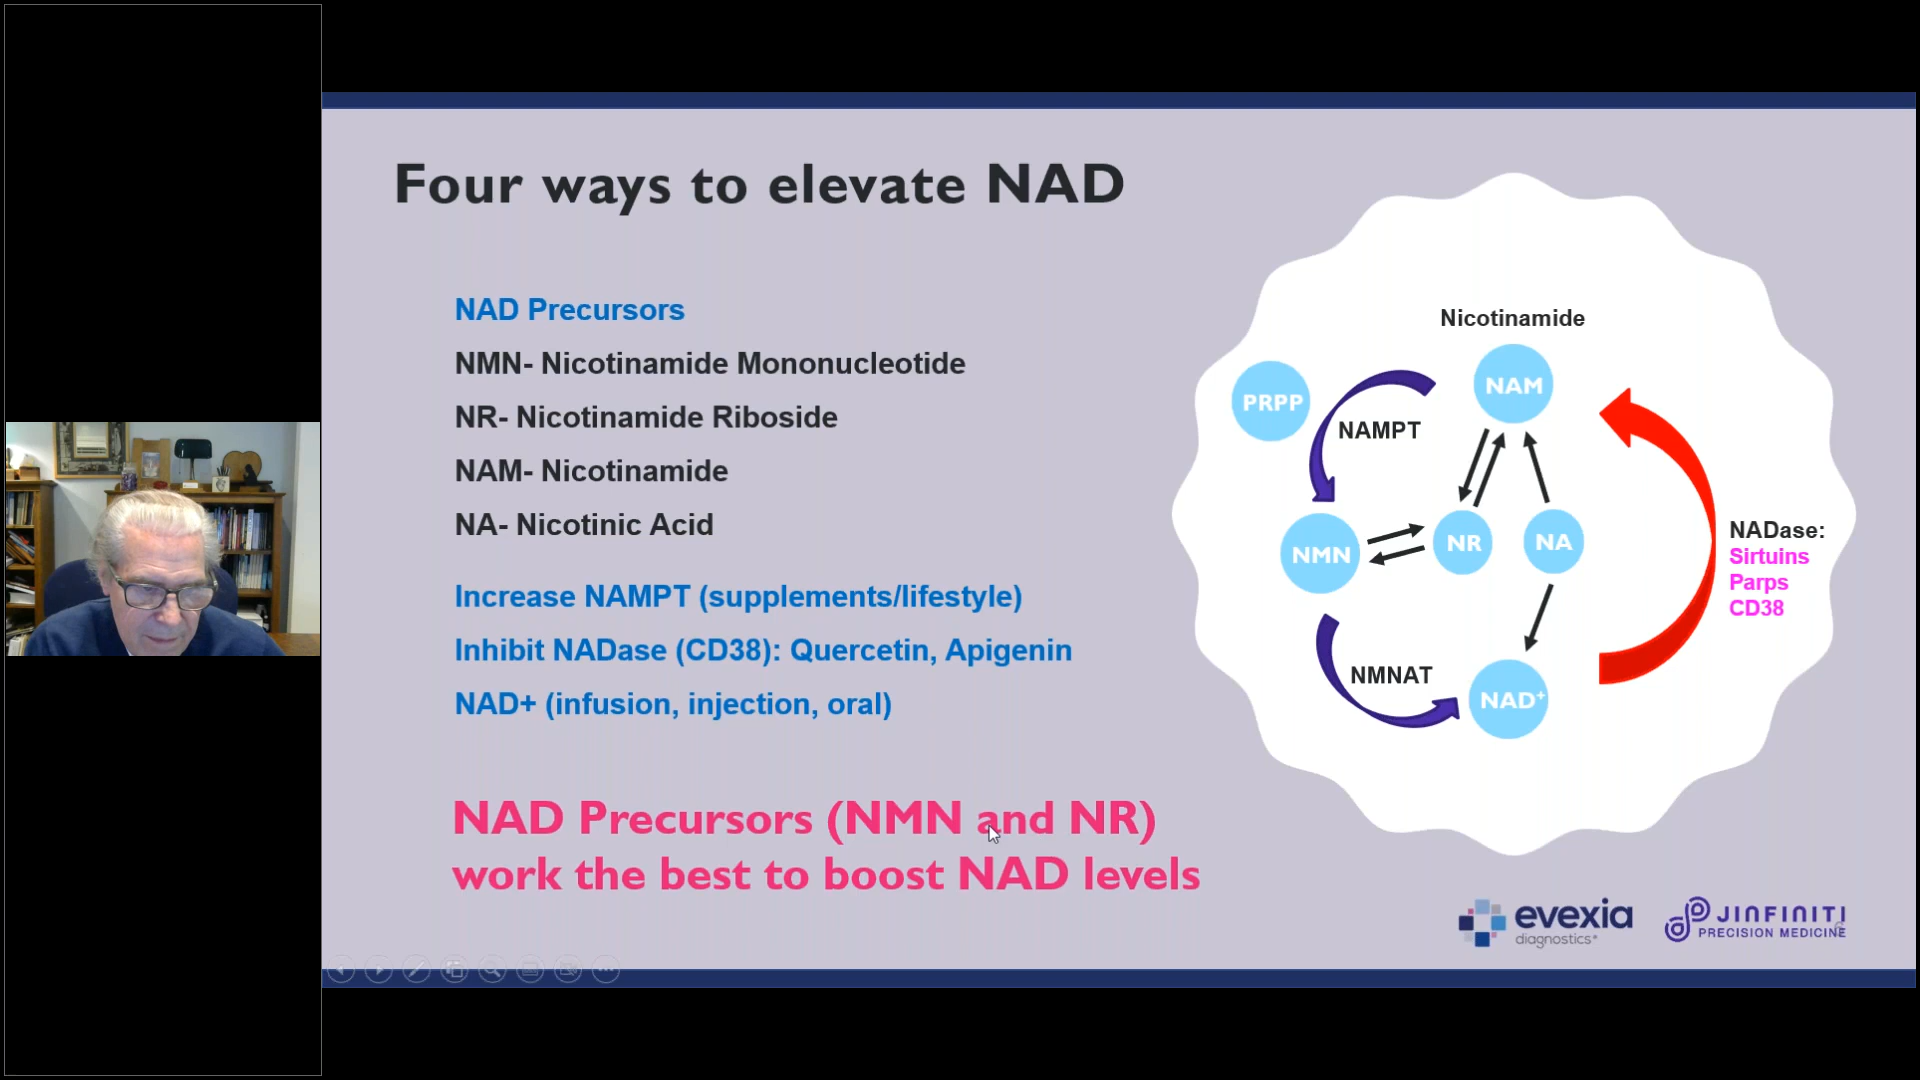 Four ways to elevate NAD
NAD Precursors
NMN- Nicotinamide Mononucleotide
NR- Nicotinamide Riboside
NAM- Nicotinamide
NA- Nicotinic Acid
Increase NAMPT (supplements/lifestyle)
Inhibit NADase (CD38): Quercetin, Apigenin
NAD+ (infusion, injection, oral)
NAD Precursors (NMN and NR)
work the best to boost NAD levels
Nicotinamide
NAM
PRPP
NAMPT
NMN
NR
NA
NADase:
Sirtuins
Parps
CD38
NMNAT
NAD+
evexia
diagnostics
JINFINITI
PRECISION MEDICINE
6